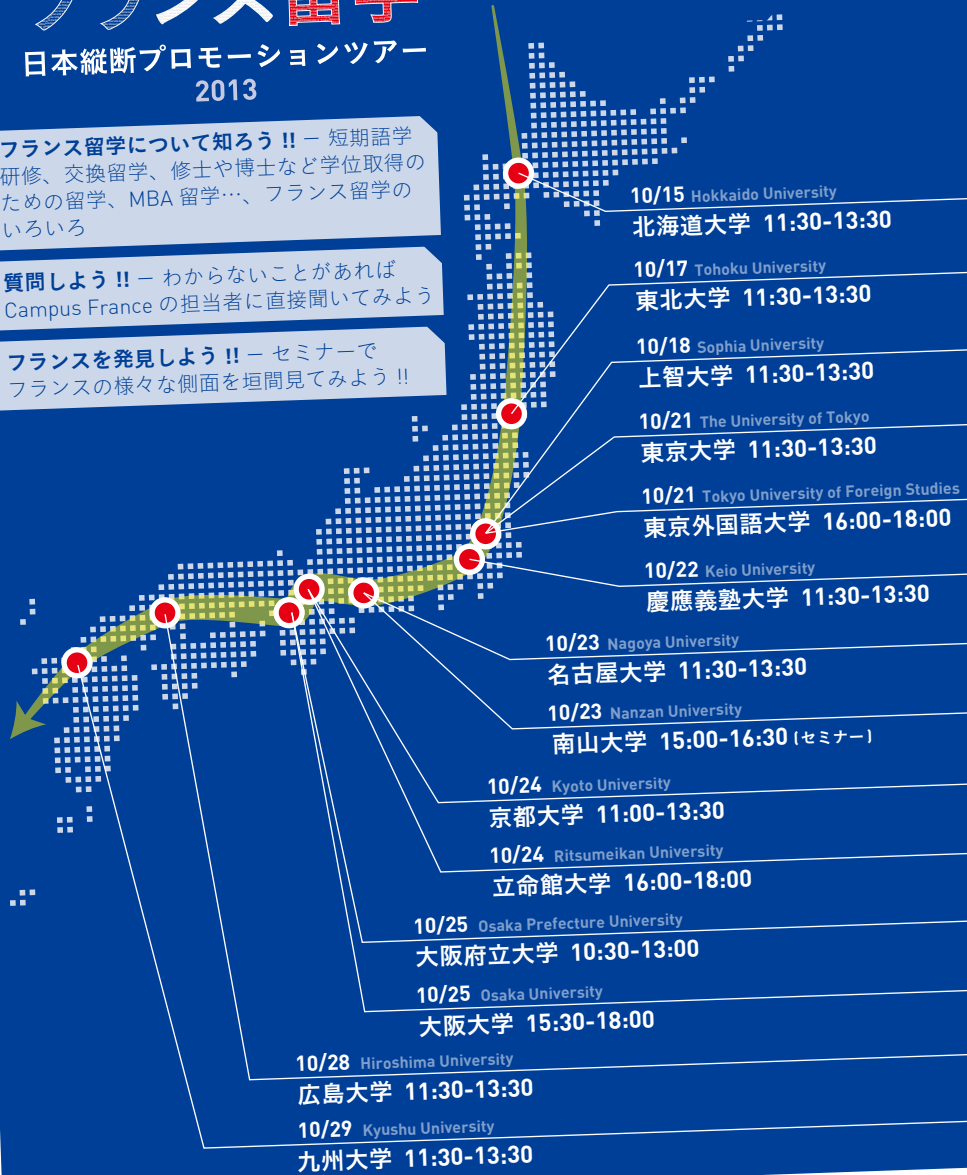 フランス留学
日本縦断プロモーションツアー
2013
フランス留学について知ろう !! － 短期語学
研修、交換留学、修士や博士など学位取得の
ための留学、MBA 留学…、フランス留学の
いろいろ
質問しよう !! － わからないことがあれば
Campus France の担当者に直接聞いてみよう
フランスを発見しよう !! － セミナーで
フランスの様々な側面を垣間見てみよう !!
10/15 Hokkaido University
北海道大学 11:30-13:30
10/17 Tohoku University
東北大学 11:30-13:30
10/18 Sophia University
上智大学 11:30-13:30
10/21 The University of Tokyo
東京大学 11:30-13:30
10/21 Tokyo University of Foreign Studies
東京外国語大学 16:00-18:00
10/22 Keio University
慶應義塾大学 11:30-13:30
10/23 Nagoya University
名古屋大学 11:30-13:30
10/23 Nanzan University
南山大学 15:00-16:30 (セミナー)
10/24 Kyoto University
京都大学 11:00-13:30
10/24 Ritsumeikan University
立命館大学 16:00-18:00
10/25 Osaka Prefecture University
大阪府立大学 10:30-13:00
10/25 Osaka University
大阪大学 15:30-18:00
10/28 Hiroshima University
広島大学 11:30-13:30
10/29 Kyushu University
九州大学 11:30-13:30